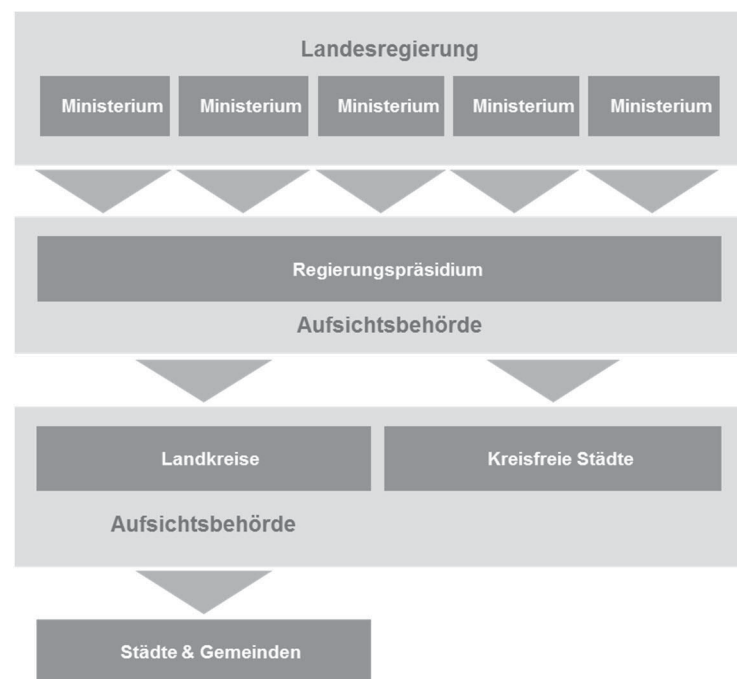 Landesregierung
Ministerium Ministerium Ministerium Ministerium Ministerium
Regierungspräsidium
Aufsichtsbehörde
Landkreise Kreisfreie Städte
Aufsichtsbehörde
Städte & Gemeinden